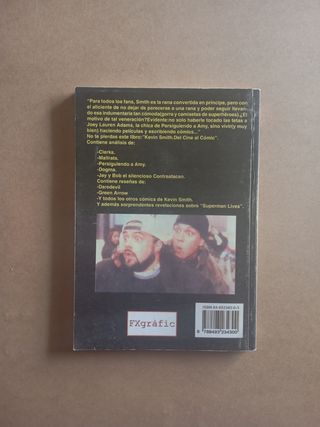 "Para todos los fans, Smith es la rana convertida en príncipe, pero con
el aliciente de no dejar de pereceras a una rana y poder seguir llevan-
do esa indumentaria tan cómoda(gorra y camisetas de superhéroes).¿El
motivo de tal veneración?Evidente:no solo haberle tocado las tetas a
Joey Lauren Adams, la chica de Persiguiendo a Amy, sino vivir(y muy
bien) haciendo películas y escribiendo cómics..."
No te pierdas este libro:"Kevin Smith.Del Cine al Cómic".
Contiene análisis de:
-Clerks.
-Mallrats.
-Persiguiendo a Amy.
-Dogma.
-Jay y Bob el silencioso Contraatacan.
Contiene reseñas de:
-Daredevil
-Green Arrow
-Y todos los otros cómics de Kevin Smith.
Y además sorprendentes revelaciones sobre "Superman Lives".
FXgràfic